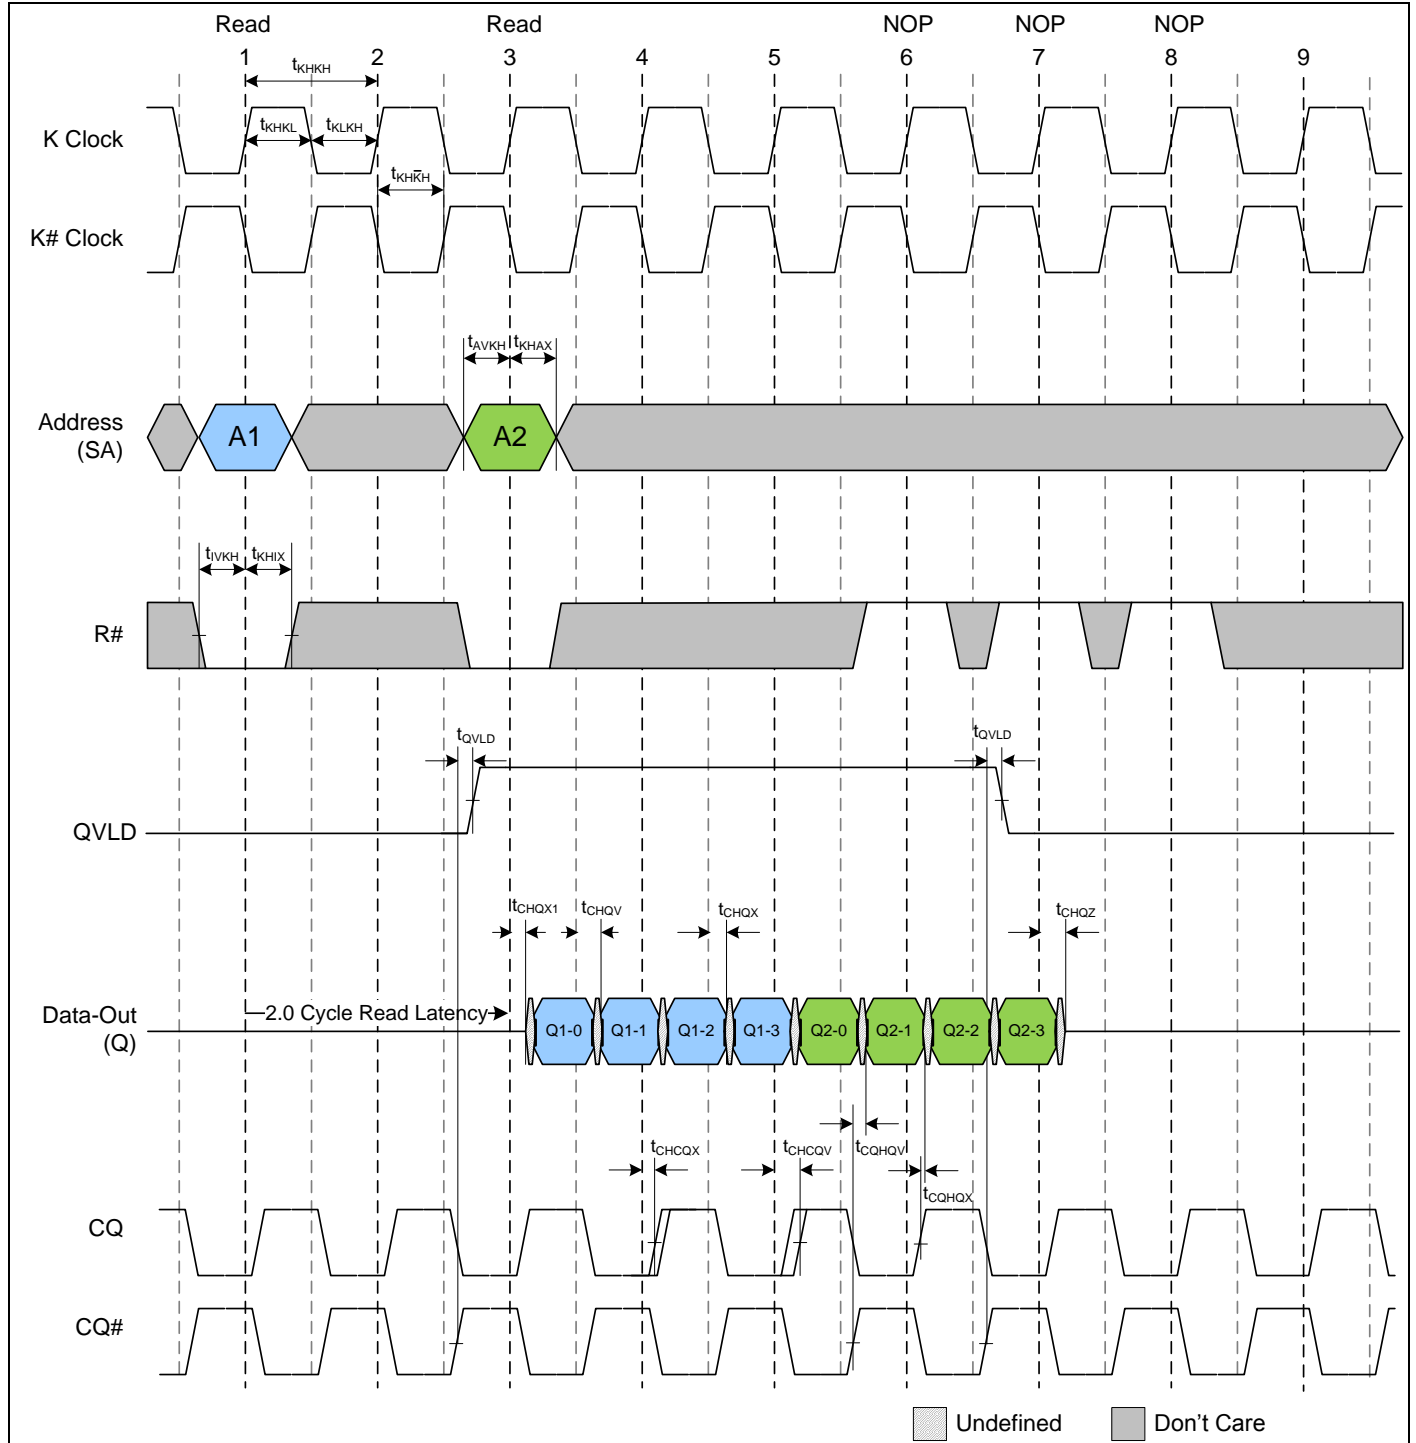 Read Read NOP NOP NOP
1 2 3 4 5 6 7 8 9
tKHKH
K Clock
tKHKL tKLKH
tKHK̅H
K# Clock
tAVKH tKHAX
Address
(SA)
A1 A2
tIVKH tKHIX
R#
tQVLD tQVLD
QVLD
tCHQX1 tCHQV tCHQX tCHQZ
Data-Out
(Q)
2.0 Cycle Read Latency
Q1-0 Q1-1 Q1-2 Q1-3 Q2-0 Q2-1 Q2-2 Q2-3
tCHCQX tCHCQV tCQHQV
tCQHQX
CQ
CQ#
Undefined Don't Care